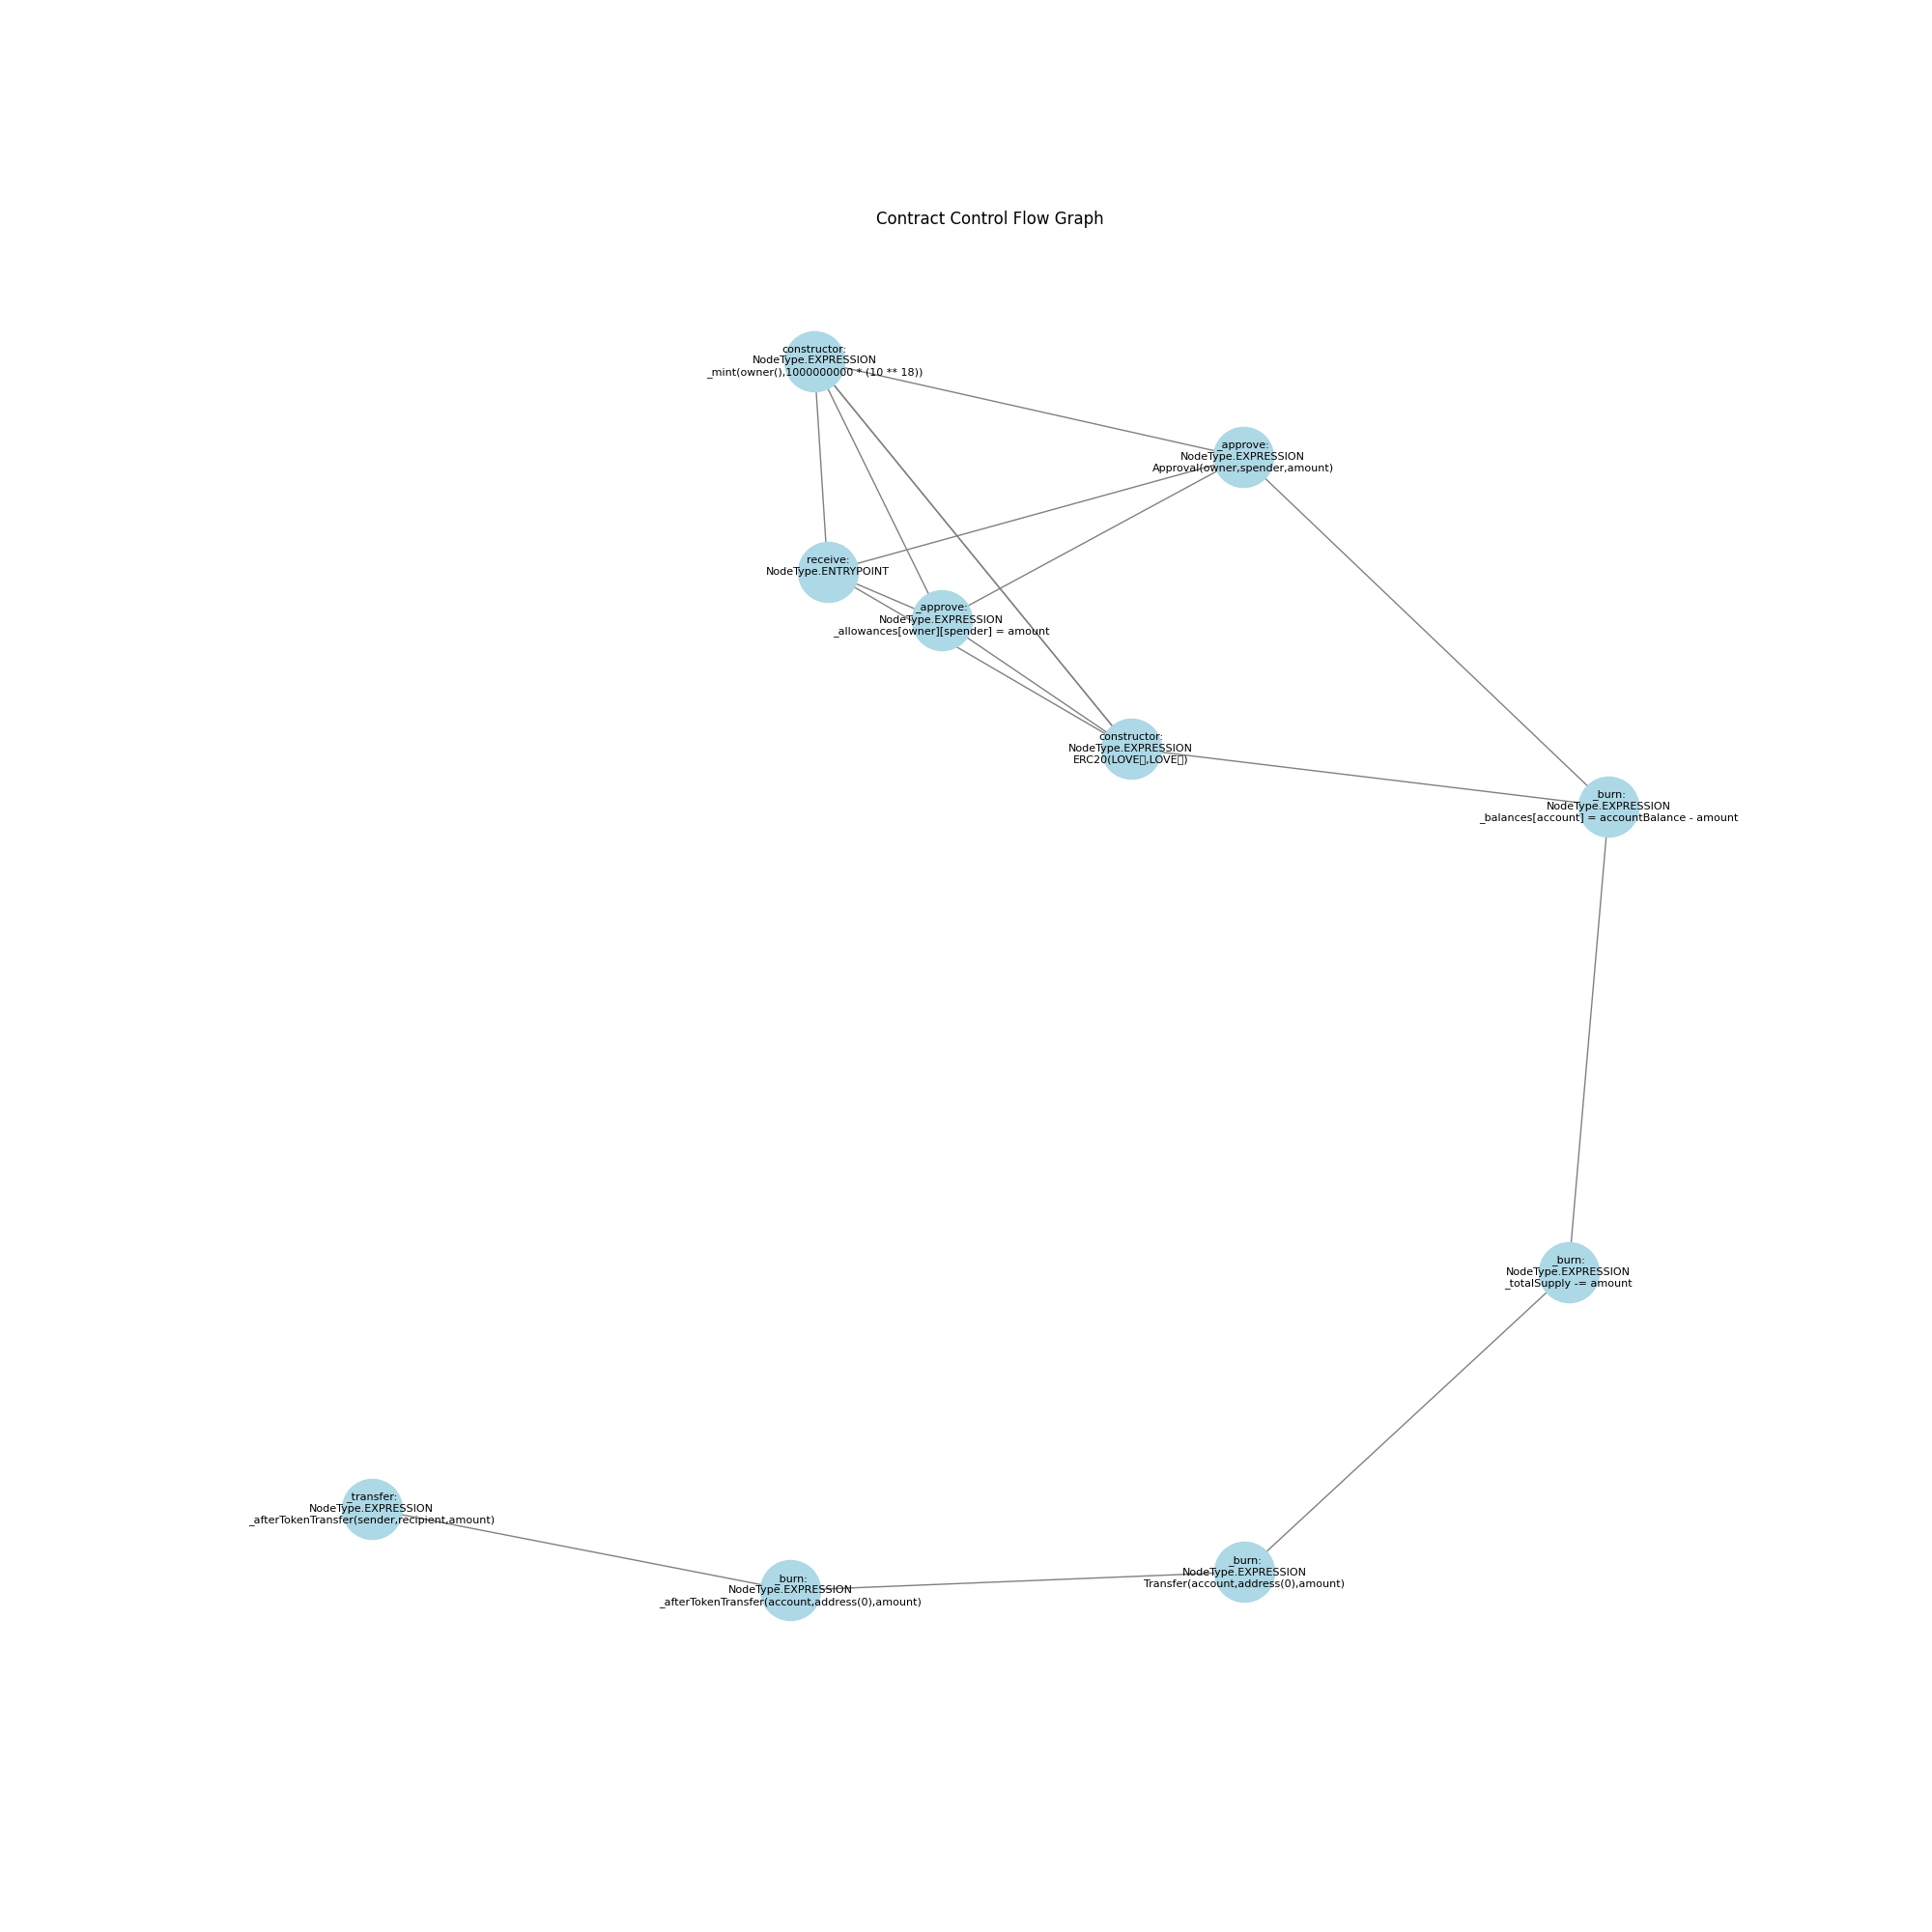 Contract Control Flow Graph
constructor:
NodeType.EXPRESSION
_mint(owner(),1000000000 * (10 ** 18))
_approve:
NodeType.EXPRESSION
Approval(owner,spender,amount)
receive:
NodeType.ENTRYPOINT
_approve:
NodeType.EXPRESSION
_allowances[owner][spender] = amount
constructor:
NodeType.EXPRESSION
ERC20(LOVE▯,LOVE▯)
_burn:
NodeType.EXPRESSION
_balances[account] = accountBalance - amount
_burn:
NodeType.EXPRESSION
_totalSupply -= amount
_transfer:
NodeType.EXPRESSION
_afterTokenTransfer(sender,recipient,amount)
_burn:
NodeType.EXPRESSION
Transfer(account,address(0),amount)
_burn:
NodeType.EXPRESSION
_afterTokenTransfer(account,address(0),amount)